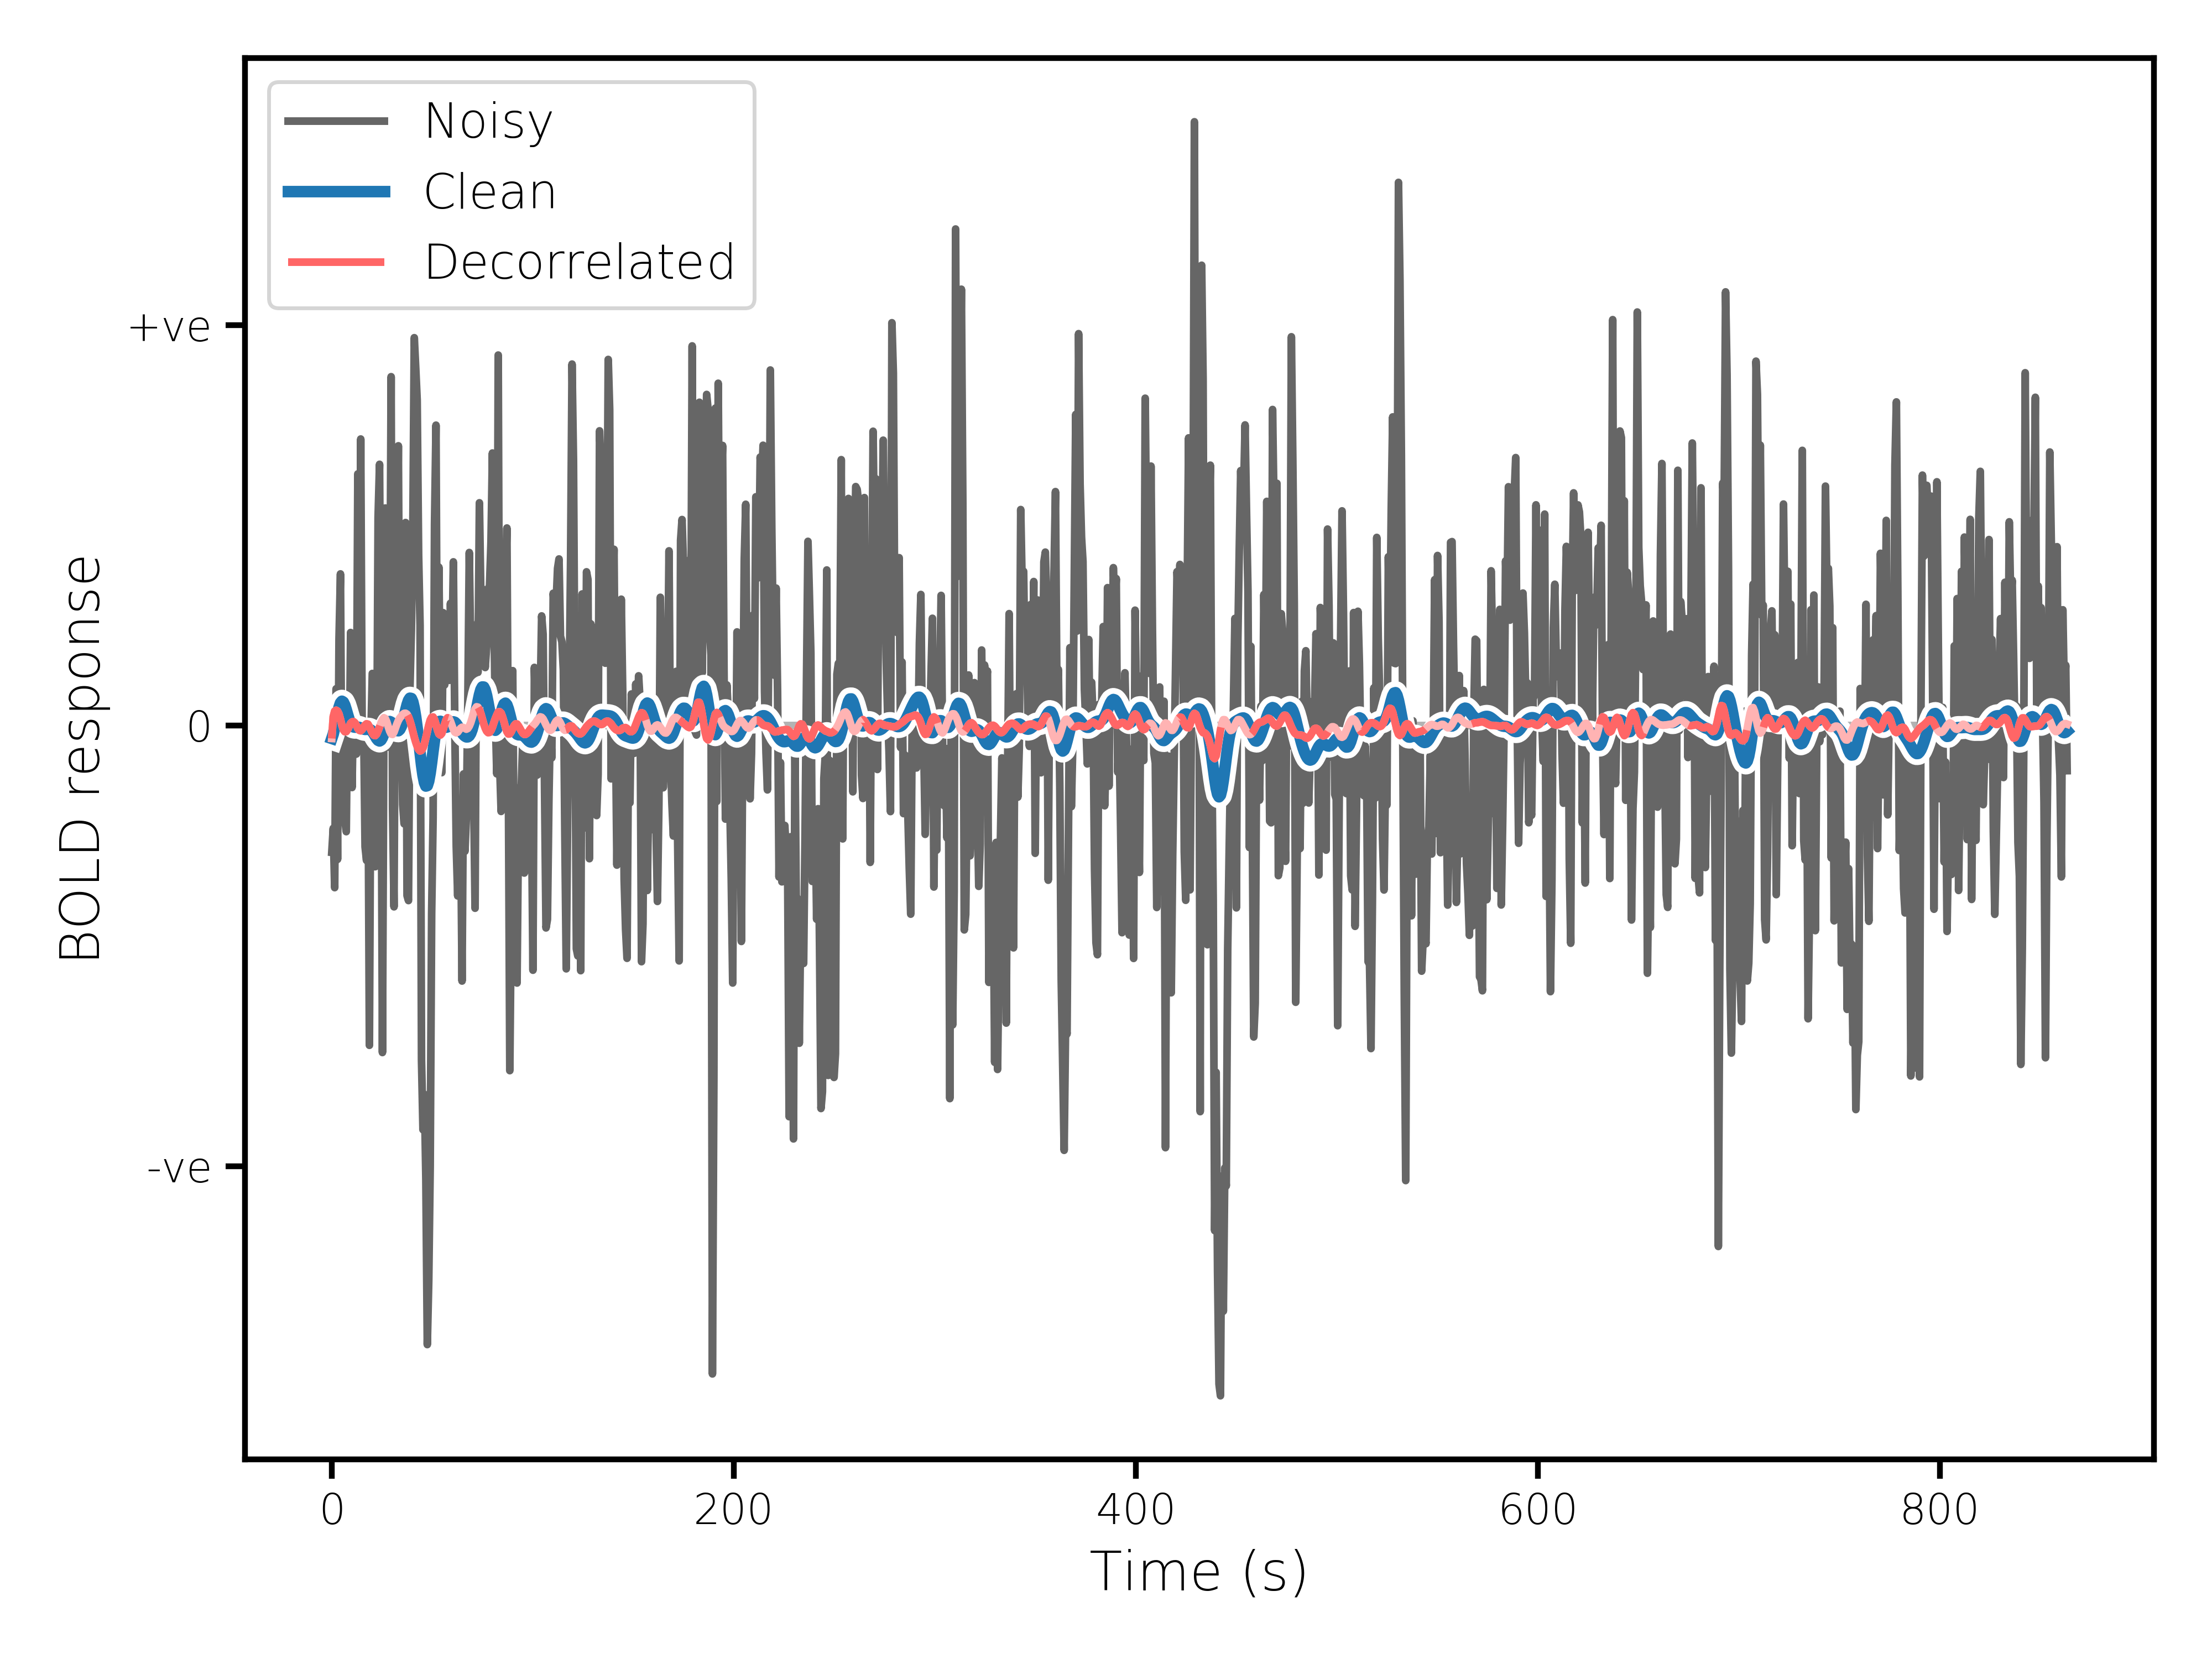 Noisy
Clean
Decorrelated
+ve
0
-ve
BOLD response
0 200 400 600 800
Time (s)